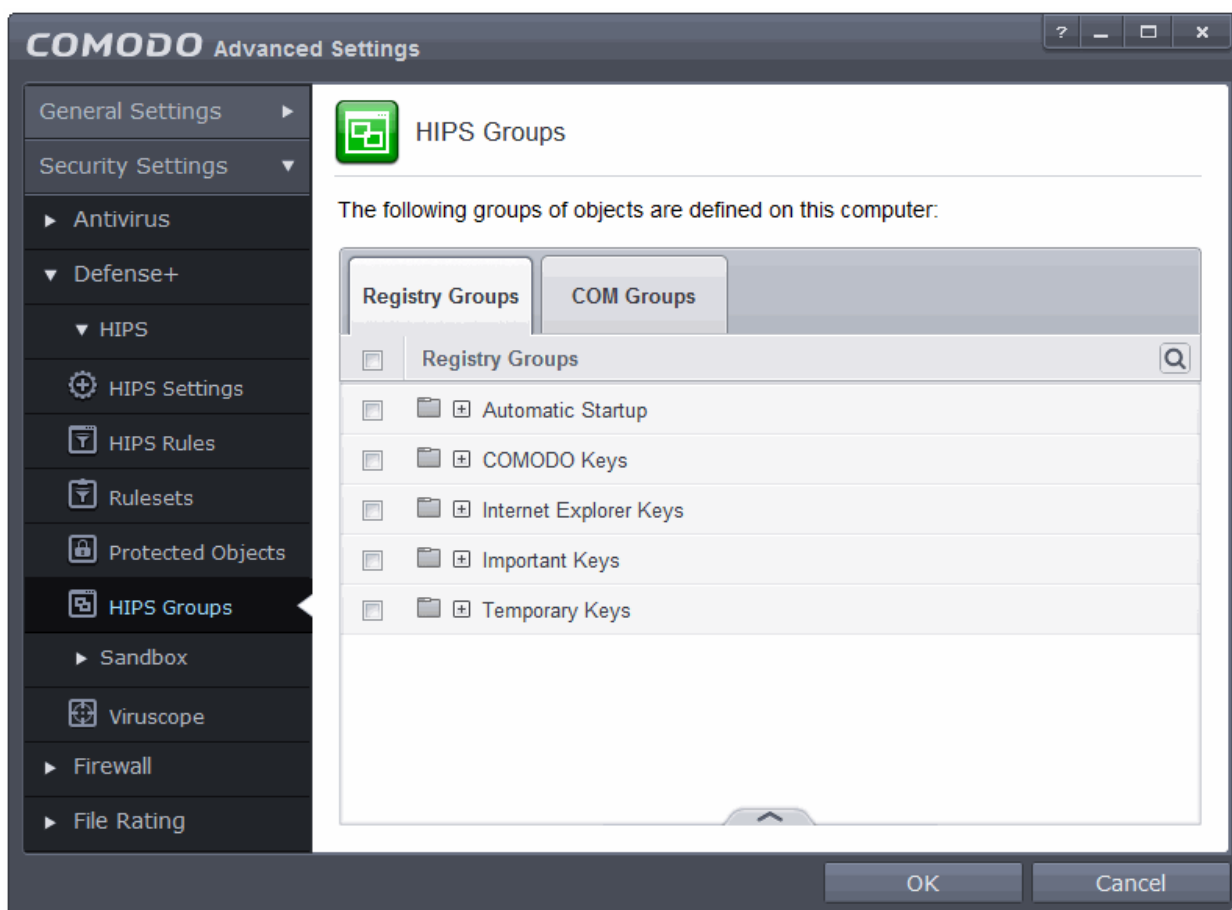 COMODO Advanced Settings
?
General Settings
Security Settings
Antivirus
Defense+
HIPS
HIPS Settings
HIPS Rules
Rulesets
Protected Objects
HIPS Groups
Sandbox
Viruscope
Firewall
File Rating
HIPS Groups
The following groups of objects are defined on this computer:
Registry Groups COM Groups
Registry Groups
Automatic Startup
COMODO Keys
Internet Explorer Keys
Important Keys
Temporary Keys
OK Cancel